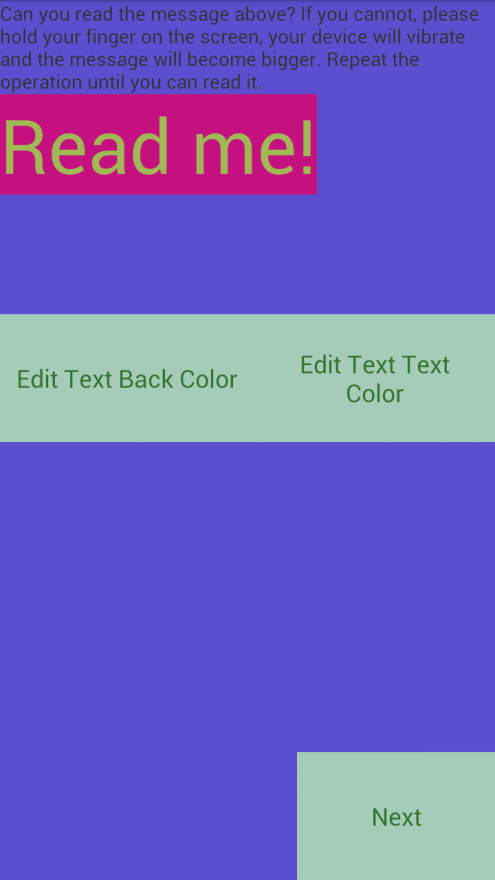 Can you read the message above? If you cannot, please
hold your finger on the screen, your device will vibrate
and the message will become bigger. Repeat the
operation until you can read it.
Read me!
Edit Text Back Color
Edit Text Text
Color
Next